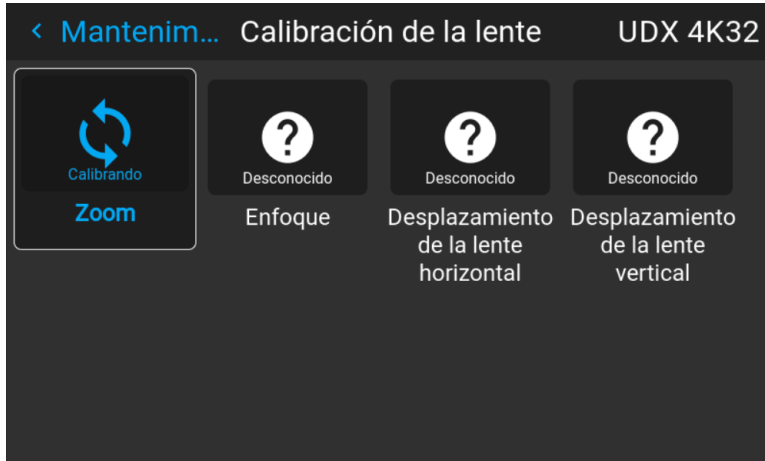 Mantenim... Calibración de la lente UDX 4K32
Calibrando
Zoom
Desconocido
Enfoque
Desconocido
Desplazamiento
de la lente
horizontal
Desconocido
Desplazamiento
de la lente
vertical